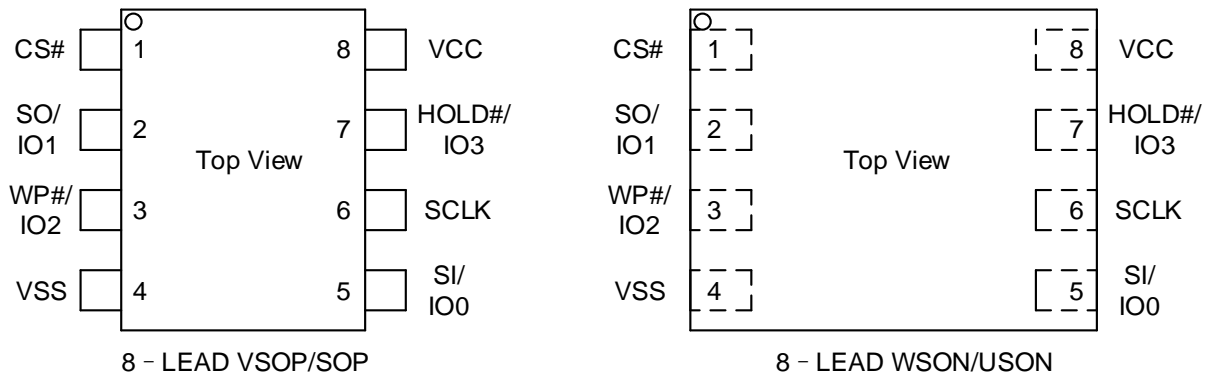 CS#
1
8
VCC
SO/
IO1
2
7
HOLD#/
IO3
Top View
WP#/
IO2
3
6
SCLK
VSS
4
5
SI/
IO0
8 – LEAD VSOP/SOP
CS#
1
8
VCC
SO/
IO1
2
7
HOLD#/
IO3
Top View
WP#/
IO2
3
6
SCLK
VSS
4
5
SI/
IO0
8 – LEAD WSON/USON